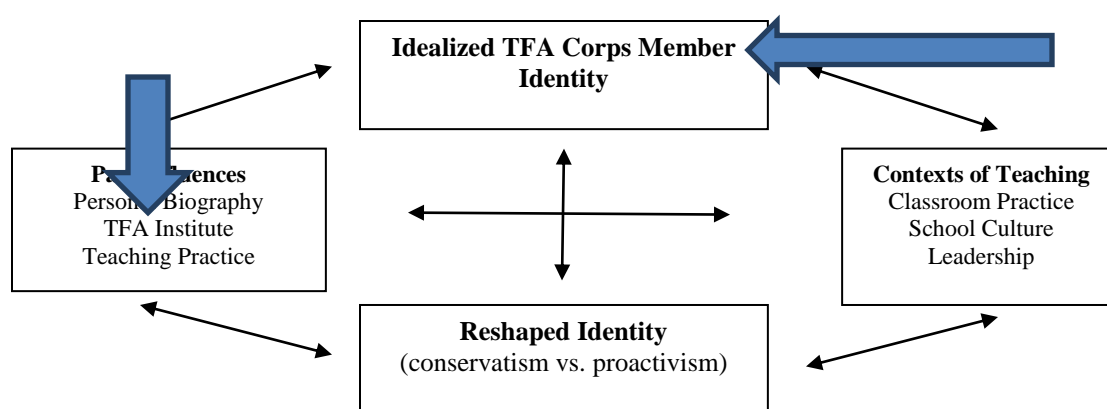 Idealized TFA Corps Member
Identity
Personal Biography
TFA Institute
Teaching Practice
Contexts of Teaching
Classroom Practice
School Culture
Leadership
Reshaped Identity
(conservatism vs. proactivism)